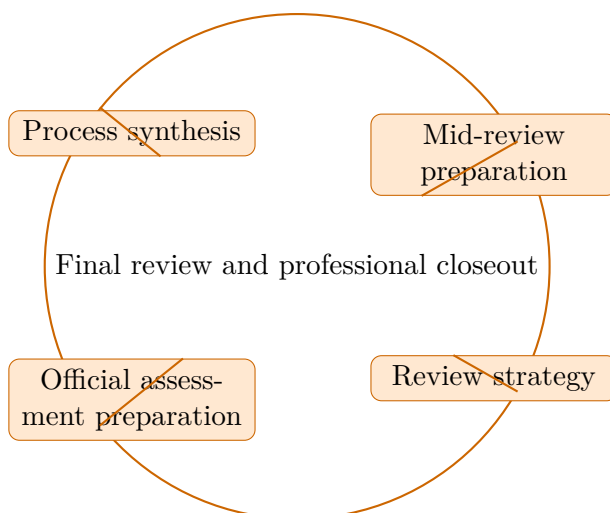 Process synthesis
Mid-review
preparation
Final review and professional closeout
Official assess-
ment preparation
Review strategy